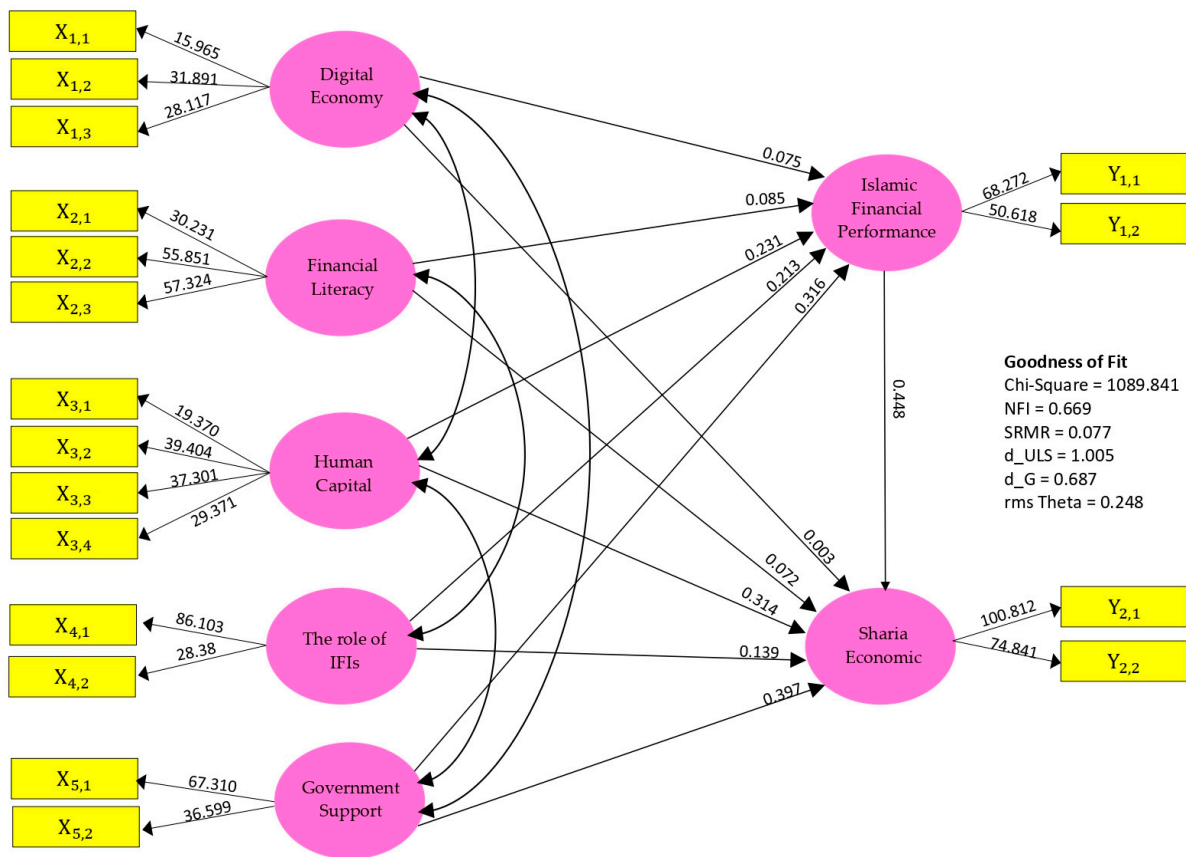 X1,1
X1,2
X1,3
15.965
31.891
28.117
Digital
Economy
X2,1
X2,2
X2,3
30.231
55.851
57.324
Financial
Literacy
X3,1
X3,2
X3,3
X3,4
19.370
39.404
37.301
29.371
Human
Capital
X4,1
X4,2
86.103
28.38
The role of
IFIs
X5,1
X5,2
67.310
36.599
Government
Support
0.075
0.085
0.231
0.213
0.316
0.003
0.072
0.314
0.139
0.397
Islamic
Financial
Performance
68.272
50.618
Y1,1
Y1,2
0.448
Goodness of Fit
Chi-Square = 1089.841
NFI = 0.669
SRMR = 0.077
d_ULS = 1.005
d_G = 0.687
rms Theta = 0.248
Sharia
Economic
100.812
74.841
Y2,1
Y2,2